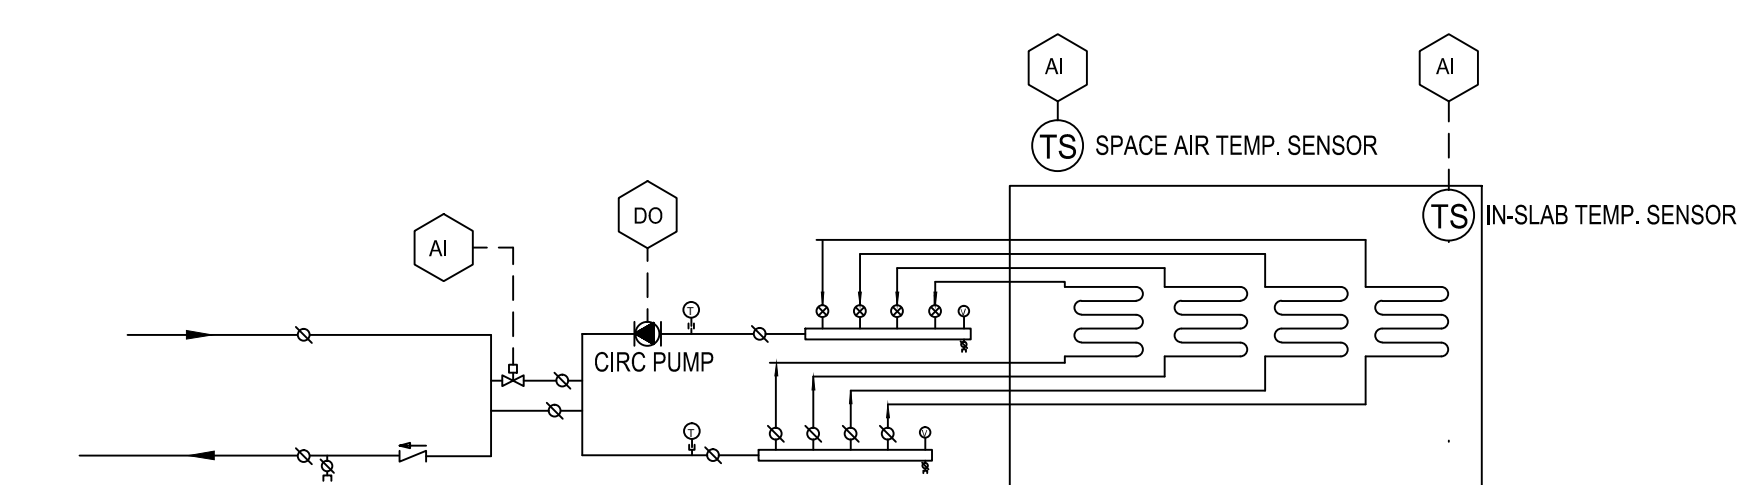 AI
AI
TS SPACE AIR TEMP. SENSOR
DO
TS IN-SLAB TEMP. SENSOR
AI
T
V
CIRC PUMP
T
V